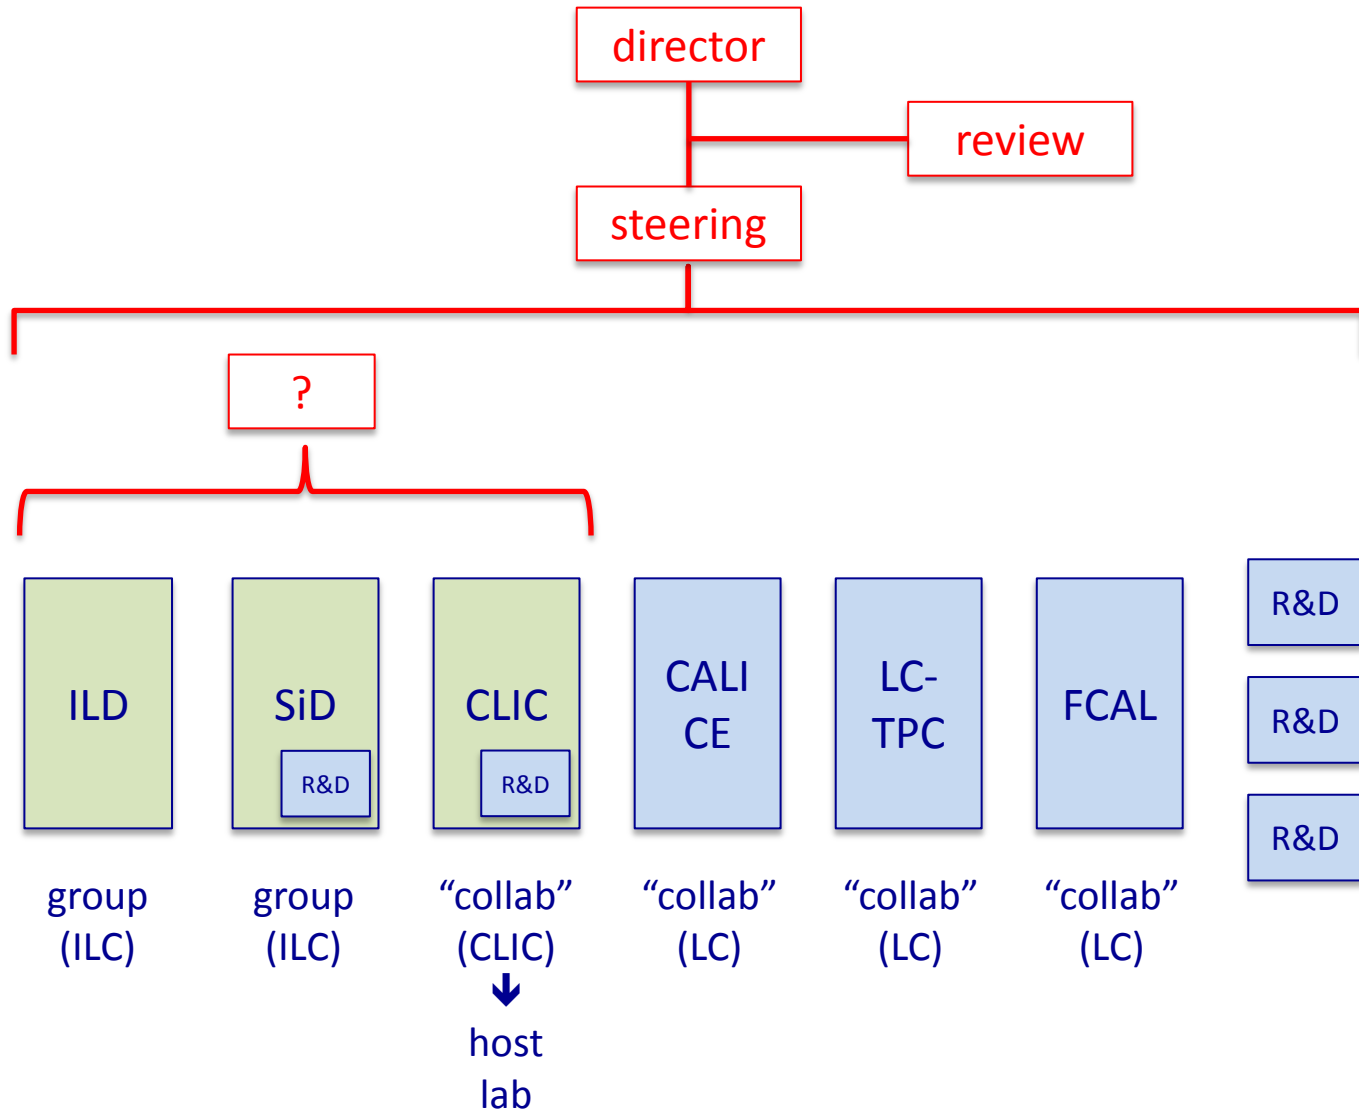 director
review
steering
?
ILD
SiD
R&D
CLIC
R&D
CALI
CE
LC-
TPC
FCAL
R&D
R&D
R&D
group
(ILC)
group
(ILC)
“collab”
(CLIC)
🡻
host
lab
“collab”
(LC)
“collab”
(LC)
“collab”
(LC)